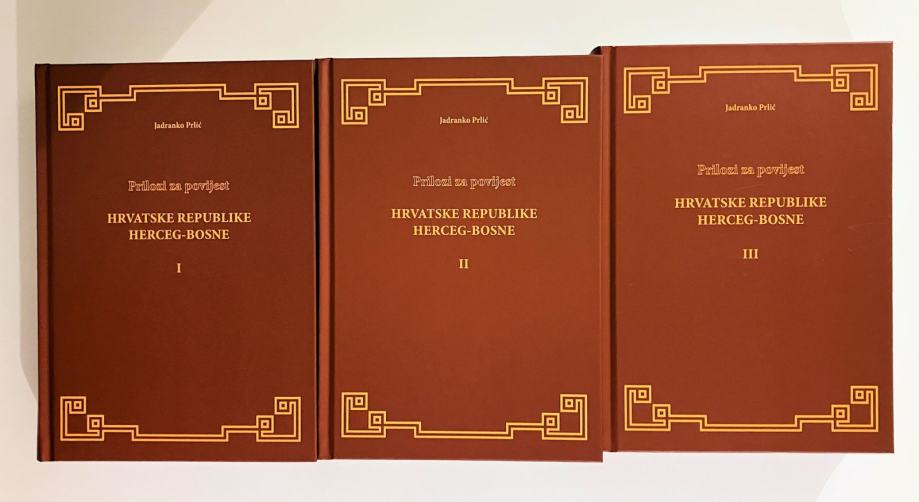 Jadranko Prlić
Prilozi za povijest
HRVATSKE REPUBLIKE
HERCEG-BOSNE
I
Jadranko Prlić
Prilozi za povijest
HRVATSKE REPUBLIKE
HERCEG-BOSNE
II
Jadranko Prlić
Prilozi za povijest
HRVATSKE REPUBLIKE
HERCEG-BOSNE
III